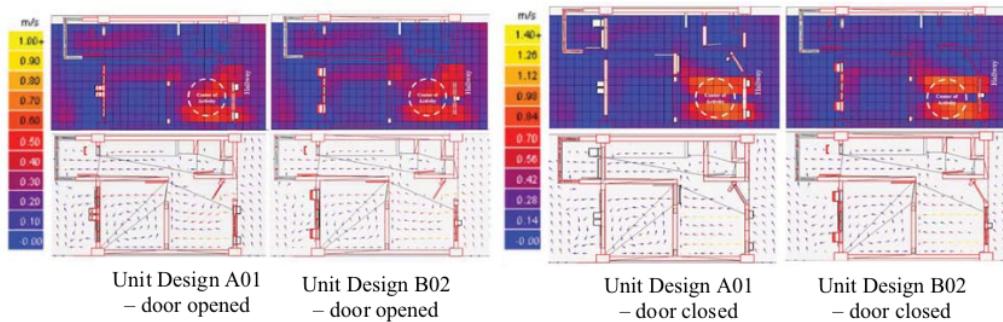 m/s
1.00+
0.90
0.80
0.70
0.60
0.50
0.40
0.30
0.20
0.10
-0.00
Center of
Activity
Hallway
Center of
Activity
Hallway
Unit Design A01
– door opened
Unit Design B02
– door opened
m/s
1.40+
1.26
1.12
0.98
0.84
0.70
0.56
0.42
0.28
0.14
-0.00
Center of
Activity
Hallway
Center of
Activity
Hallway
Unit Design A01
– door closed
Unit Design B02
– door closed